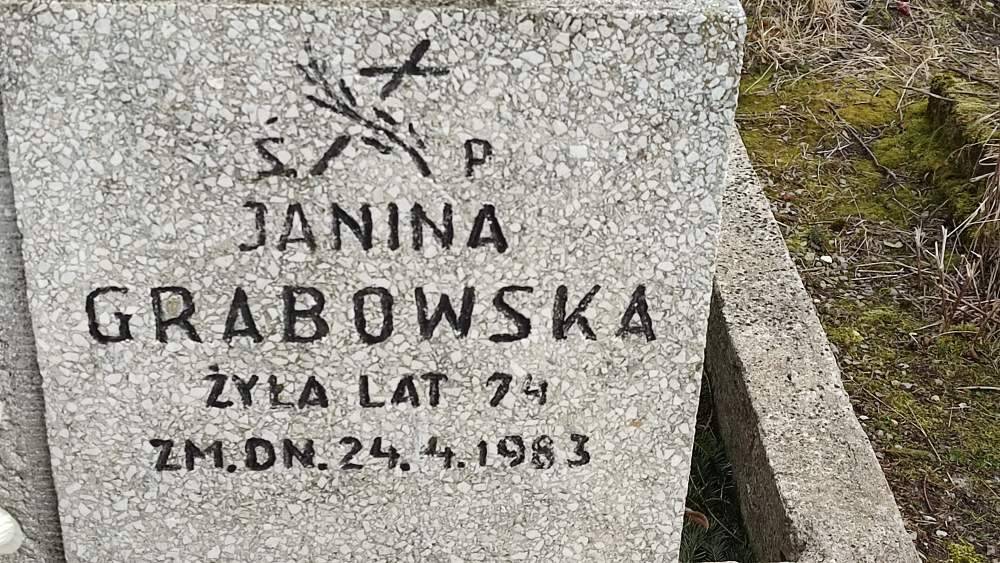 Ś. P
JANINA
GRABOWSKA
ŻYŁA LAT 74
ZM. DN. 24. 4. 1983